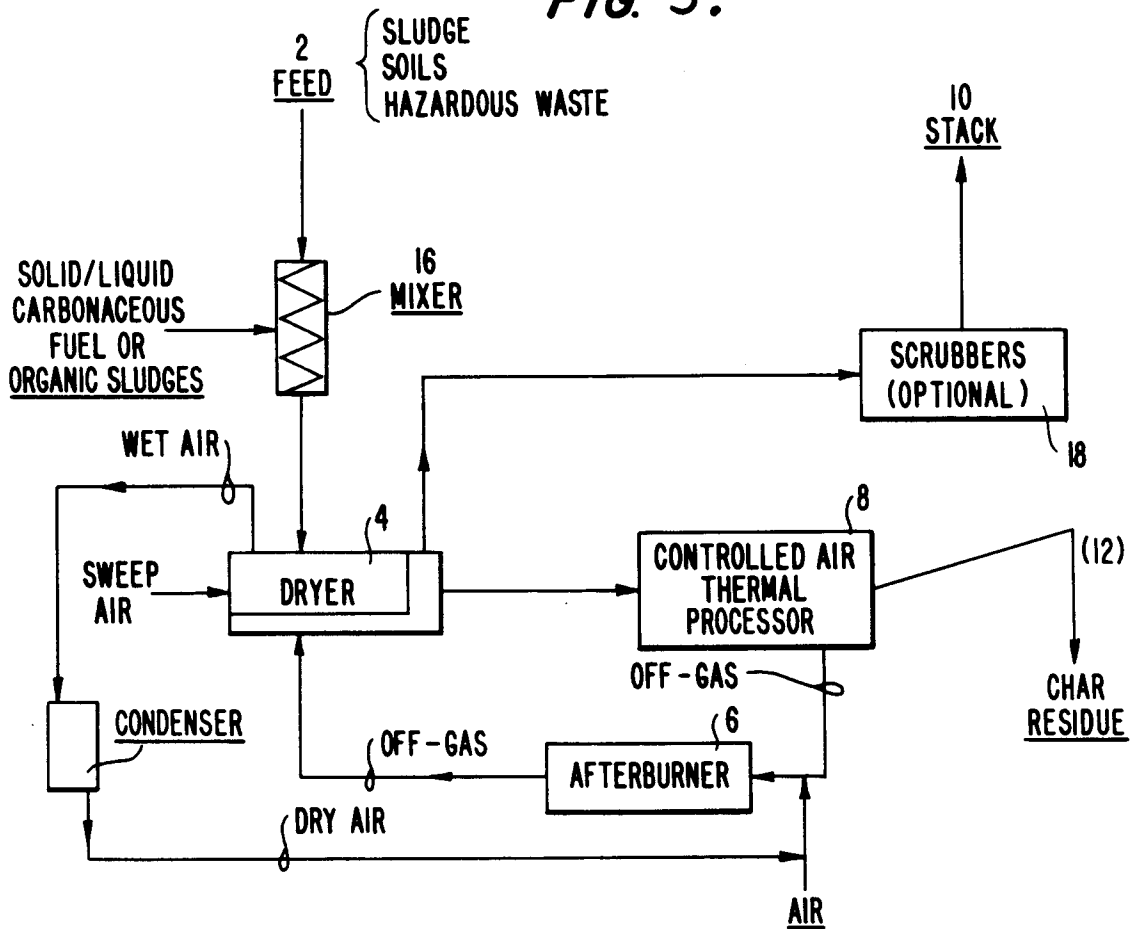 FIG. 5.
2
FEED
SLUDGE
SOILS
HAZARDOUS WASTE
10
STACK
SOLID/LIQUID
CARBONACEOUS
FUEL OR
ORGANIC SLUDGES
16
MIXER
SCRUBBERS
(OPTIONAL)
18
WET AIR
4
DRYER
SWEEP
AIR
8
CONTROLLED AIR
THERMAL
PROCESSOR
(12)
OFF-GAS
CHAR
RESIDUE
CONDENSER
OFF-GAS
6
AFTERBURNER
DRY AIR
AIR